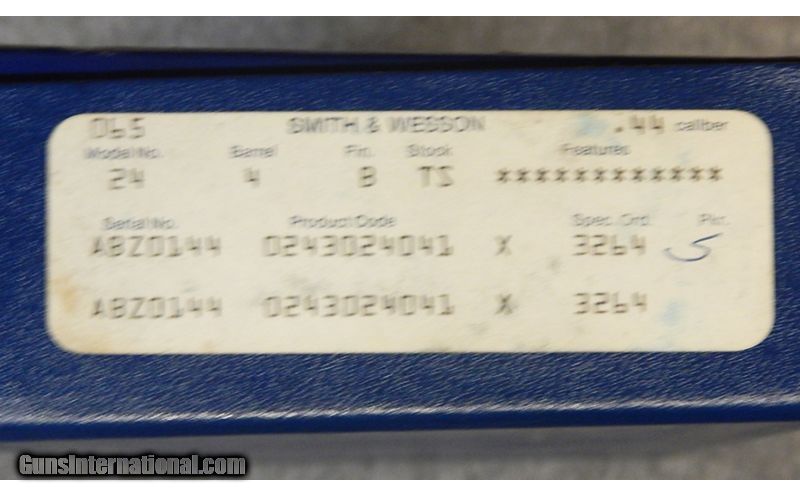 065 SMITH & WESSON .44 caliber
Model No. Barrel Fin. Stock Features
24 4 B TS ************
Serial No. Product Code Spec. Ord. Pkr.
ABZ0144 0243024041 X 3264 5
ABZ0144 0243024041 X 3264
GunsInternational.com